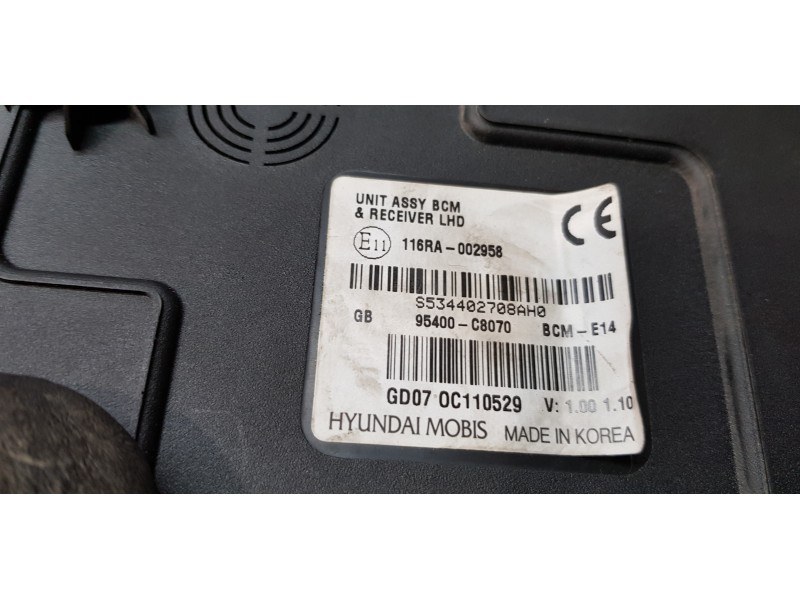 UNIT ASSY BCM
& RECEIVER LHD
CE
E11 116RA-002958
S534402708AH0
GB 95400-C8070 BCM-E14
GD07 0C110529 V: 1.00 1.10
HYUNDAI MOBIS MADE IN KOREA